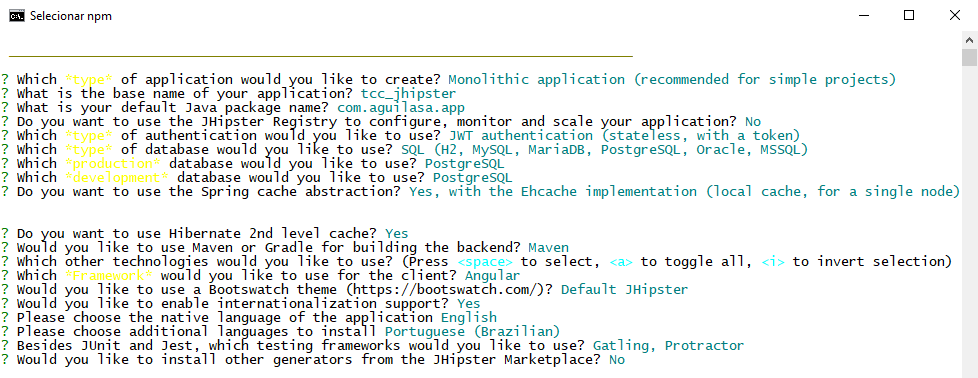 Selecionar npm
? Which *type* of application would you like to create? Monolithic application (recommended for simple projects)
? What is the base name of your application? tcc_jhipster
? What is your default Java package name? com.aguilasa.app
? Do you want to use the JHipster Registry to configure, monitor and scale your application? No
? Which *type* of authentication would you like to use? JWT authentication (stateless, with a token)
? Which *type* of database would you like to use? SQL (H2, MySQL, MariaDB, PostgreSQL, Oracle, MSSQL)
? Which *production* database would you like to use? PostgreSQL
? Which *development* database would you like to use? PostgreSQL
? Do you want to use the Spring cache abstraction? Yes, with the Ehcache implementation (local cache, for a single node)
? Do you want to use Hibernate 2nd level cache? Yes
? Would you like to use Maven or Gradle for building the backend? Maven
? Which other technologies would you like to use? (Press <space> to select, <a> to toggle all, <i> to invert selection)
? Which *Framework* would you like to use for the client? Angular
? Would you like to use a Bootswatch theme (https://bootswatch.com/)? Default JHipster
? Would you like to enable internationalization support? Yes
? Please choose the native language of the application English
? Please choose additional languages to install Portuguese (Brazilian)
? Besides JUnit and Jest, which testing frameworks would you like to use? Gatling, Protractor
? Would you like to install other generators from the JHipster Marketplace? No